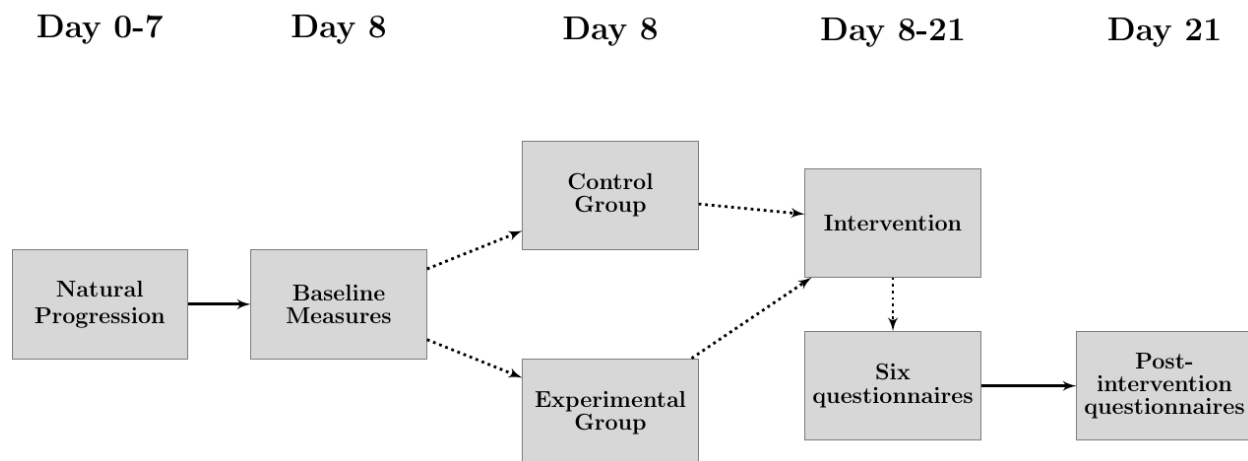 Day 0-7
Day 8
Day 8
Day 8-21
Day 21
Natural
Progression
Baseline
Measures
Control
Group
Experimental
Group
Intervention
Six
questionnaires
Post-
intervention
questionnaires